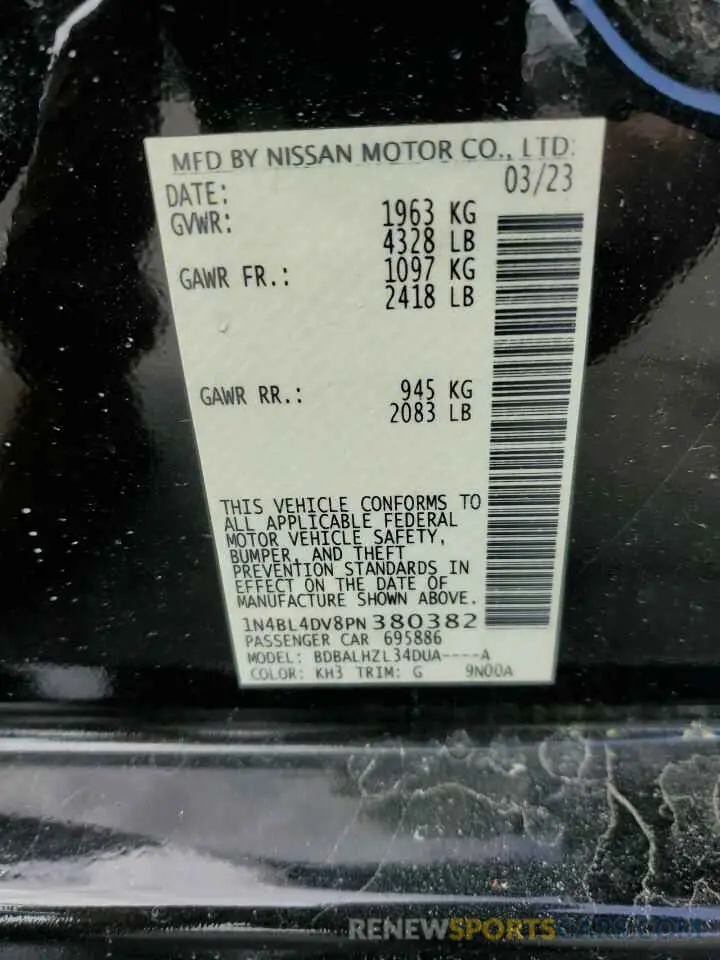 MFD BY NISSAN MOTOR CO., LTD.
DATE: 03/23
GVWR: 1963 KG
4328 LB
GAWR FR.: 1097 KG
2418 LB
GAWR RR.: 945 KG
2083 LB
THIS VEHICLE CONFORMS TO
ALL APPLICABLE FEDERAL
MOTOR VEHICLE SAFETY,
BUMPER, AND THEFT
PREVENTION STANDARDS IN
EFFECT ON THE DATE OF
MANUFACTURE SHOWN ABOVE.
1N4BL4DV8PN380382
PASSENGER CAR 695886
MODEL: BDBALHZL34DUA----A
COLOR: KH3 TRIM: G 9N00A
RENEWSPORTSCARS.COM